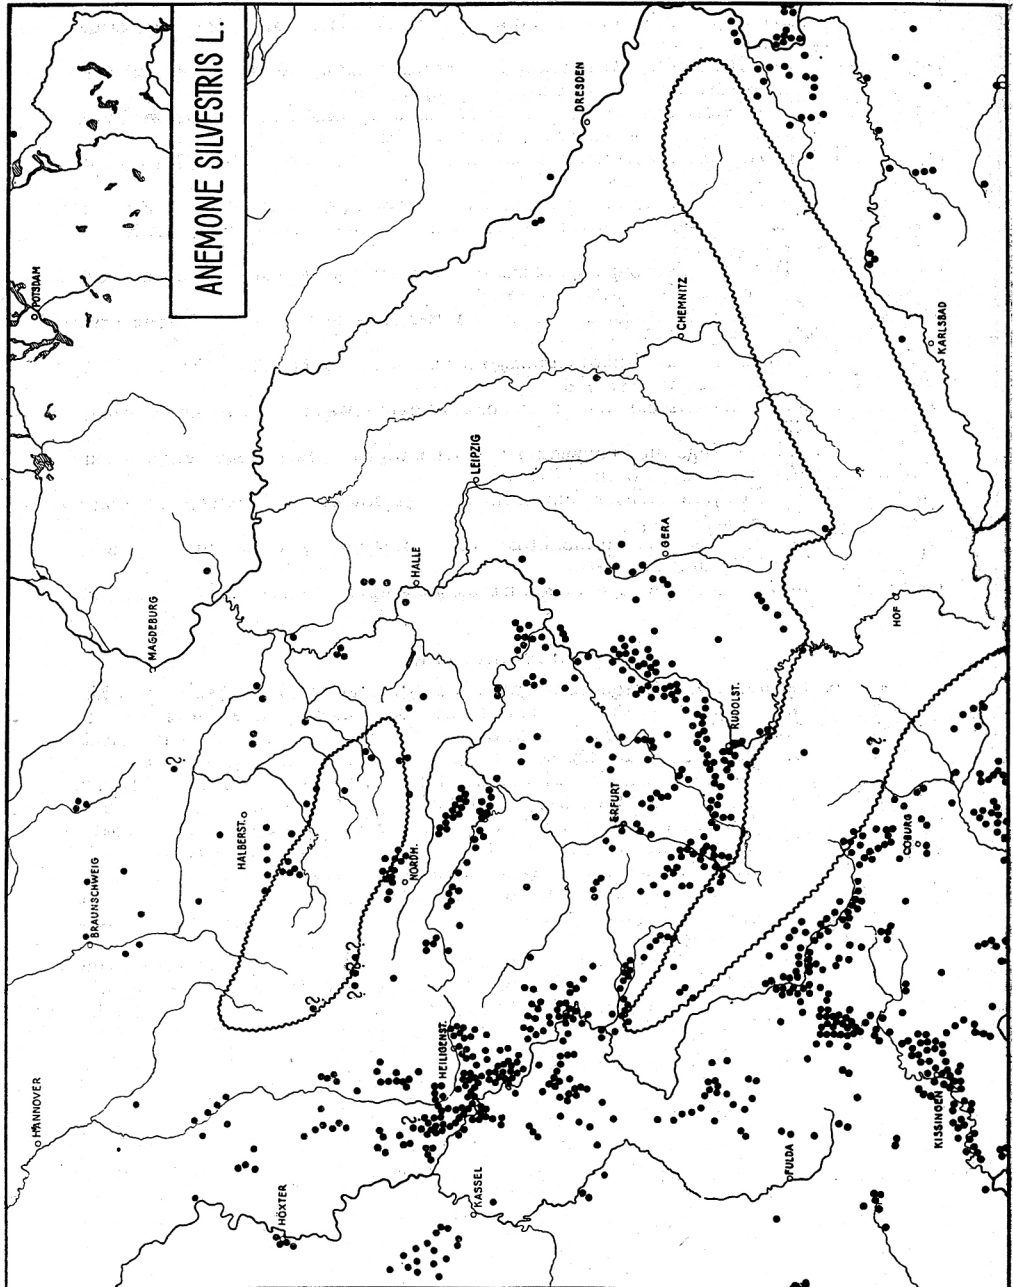 ANEMONE SILVESTRIS L.
POTSDAM
DRESDEN
CHEMNITZ
KARLSBAD
LEIPZIG
GERA
HALLE
HOF
MAGDEBURG
RUDOLST.
?
?
HALBERST.
ERFURT
COBURG
NORDH.
BRAUNSCHWEIG
?
?
?
?
HEILIGENST.
?
HANNOVER
KISSINGEN
FULDA
KASSEL
HÖXTER